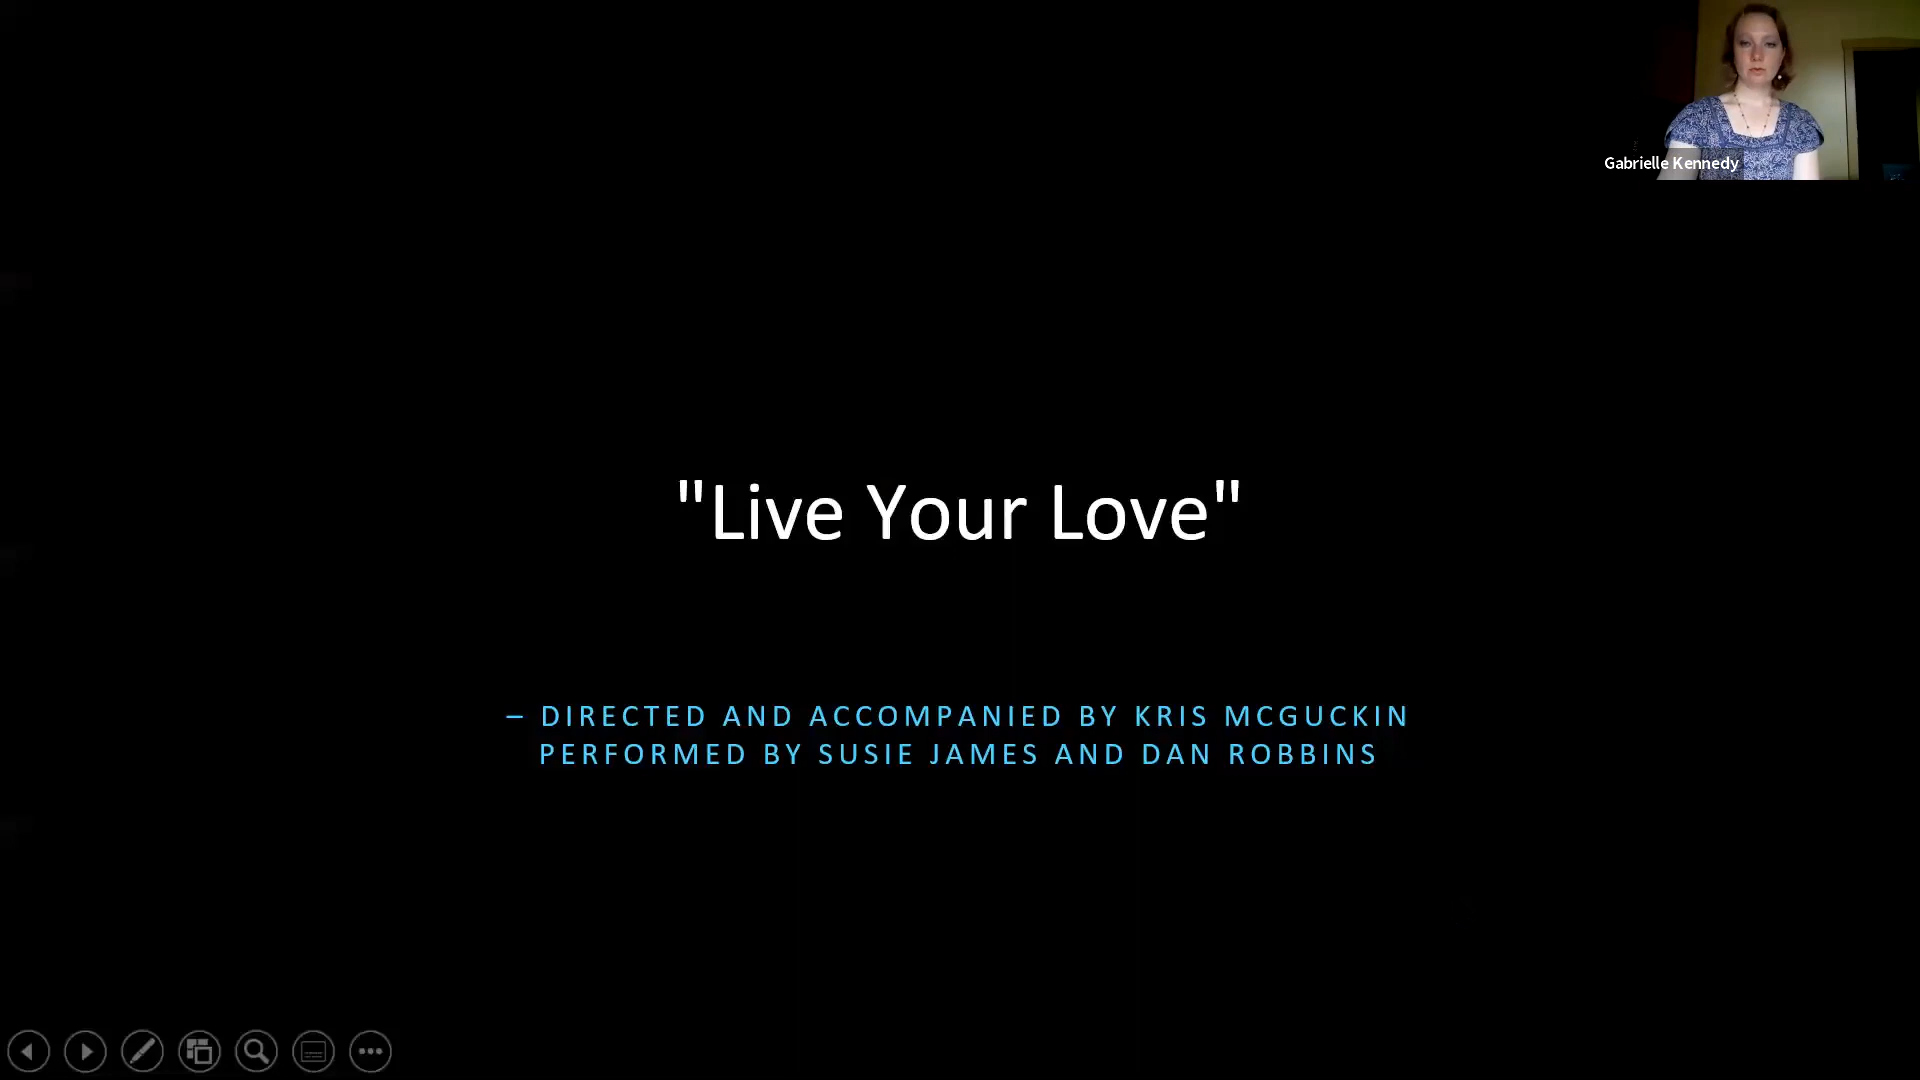 Gabrielle Kennedy
"Live Your Love"
– DIRECTED AND ACCOMPANIED BY KRIS MCGUCKIN
PERFORMED BY SUSIE JAMES AND DAN ROBBINS